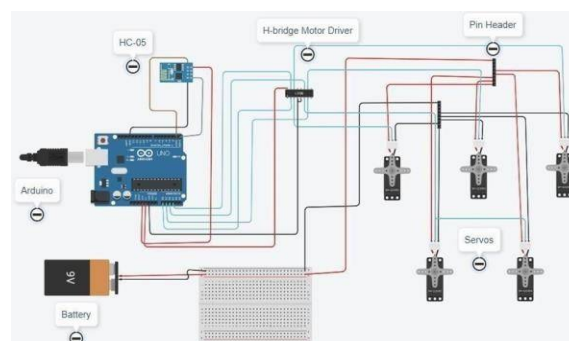 H-bridge Motor Driver
Pin Header
HC-05
UNO
Arduino
Servos
9V
Battery